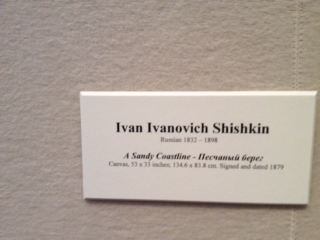 Ivan Ivanovich Shishkin
Russian 1832 – 1898
A Sandy Coastline - Песчаный берег
Canvas, 53 x 33 inches; 134.6 x 83.8 cm. Signed and dated 1879